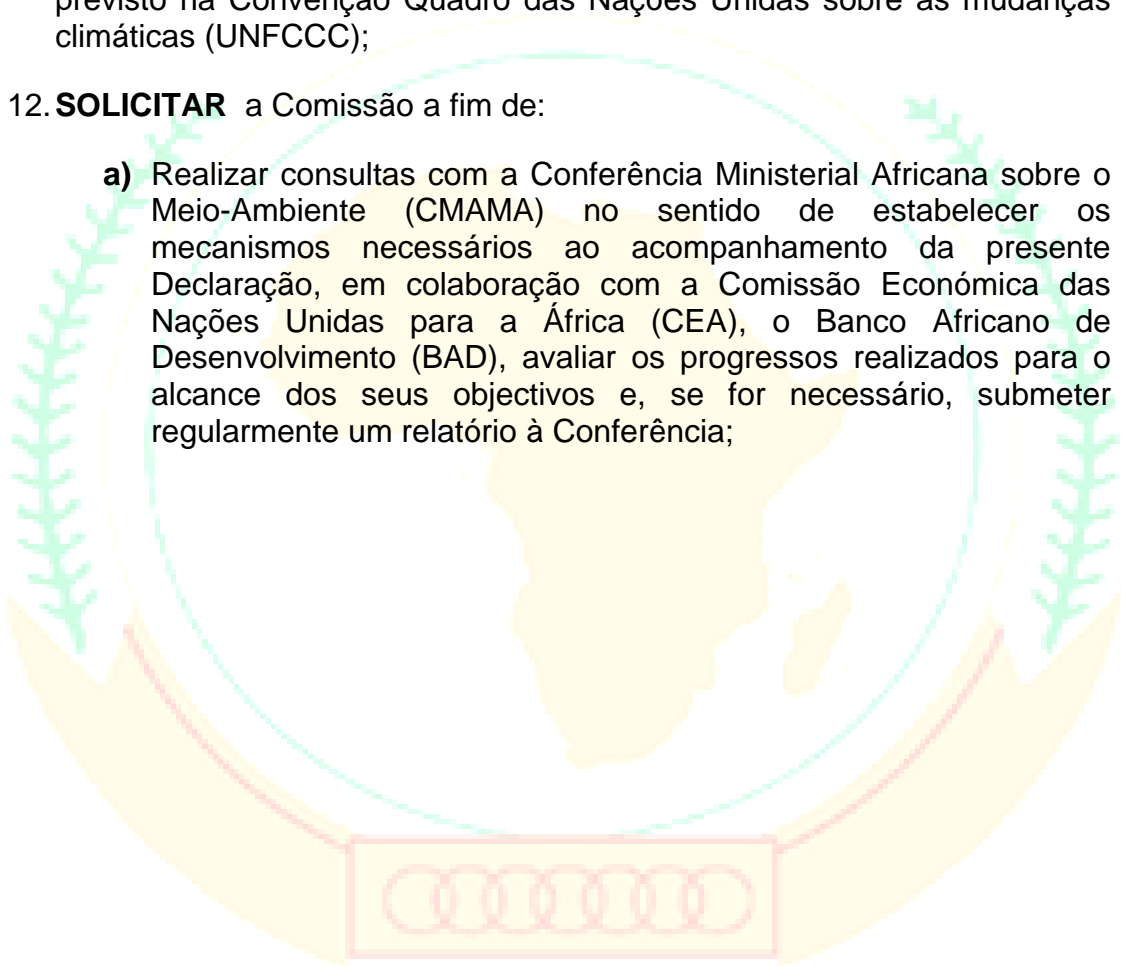 previsto na Convenção Quadro das Nações Unidas sobre as mudanças
climáticas (UNFCCC);
12. SOLICITAR a Comissão a fim de:
a) Realizar consultas com a Conferência Ministerial Africana sobre o
Meio-Ambiente (CMAMA) no sentido de estabelecer os
mecanismos necessários ao acompanhamento da presente
Declaração, em colaboração com a Comissão Económica das
Nações Unidas para a África (CEA), o Banco Africano de
Desenvolvimento (BAD), avaliar os progressos realizados para o
alcance dos seus objectivos e, se for necessário, submeter
regularmente um relatório à Conferência;